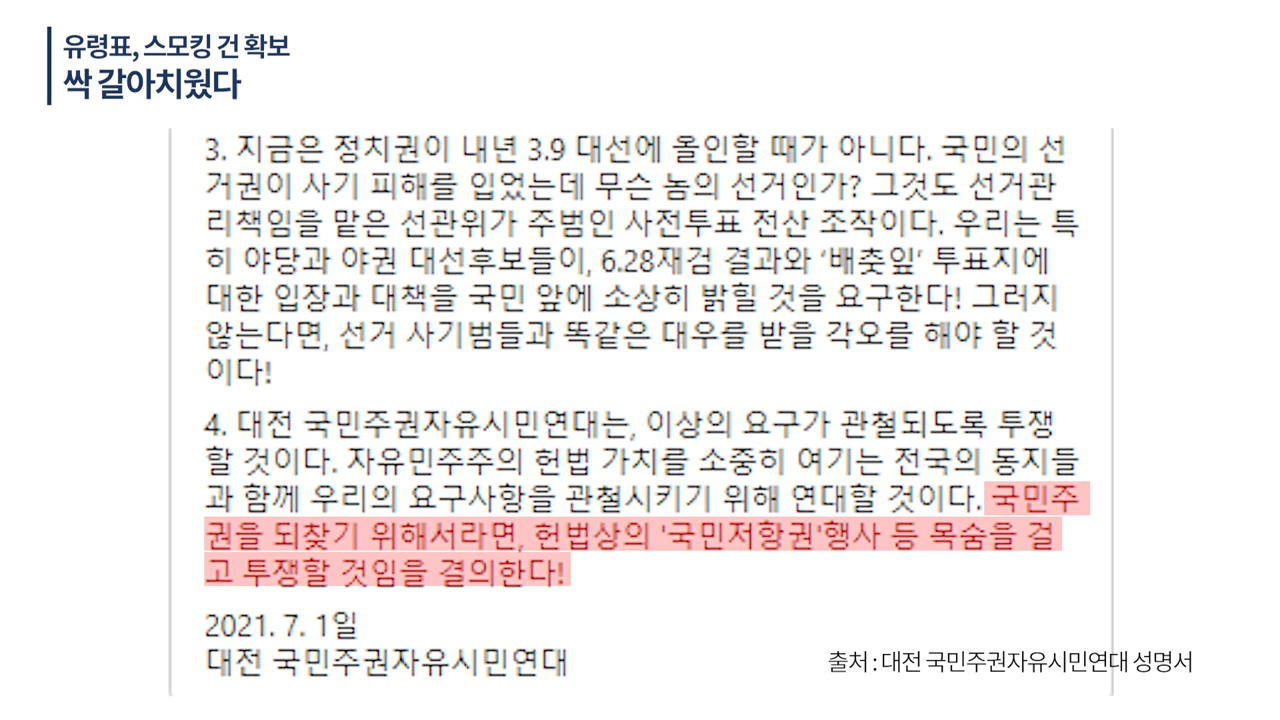 유령표, 스모킹 건 확보
싹 갈아치웠다
3. 지금은 정치권이 내년 3.9 대선에 올인할 때가 아니다. 국민의 선
거권이 사기 피해를 입었는데 무슨 놈의 선거인가? 그것도 선거관
리책임을 맡은 선관위가 주범인 사전투표 전산 조작이다. 우리는 특
히 야당과 야권 대선후보들이, 6.28재검 결과와 '배춧잎' 투표지에
대한 입장과 대책을 국민 앞에 소상히 밝힐 것을 요구한다! 그러지
않는다면, 선거 사기범들과 똑같은 대우를 받을 각오를 해야 할 것
이다!
4. 대전 국민주권자유시민연대는, 이상의 요구가 관철되도록 투쟁
할 것이다. 자유민주주의 헌법 가치를 소중히 여기는 전국의 동지들
과 함께 우리의 요구사항을 관철시키기 위해 연대할 것이다. 국민주
권을 되찾기 위해서라면, 헌법상의 '국민저항권'행사 등 목숨을 걸
고 투쟁할 것임을 결의한다!
2021. 7. 1일
대전 국민주권자유시민연대
출처 : 대전 국민주권자유시민연대 성명서